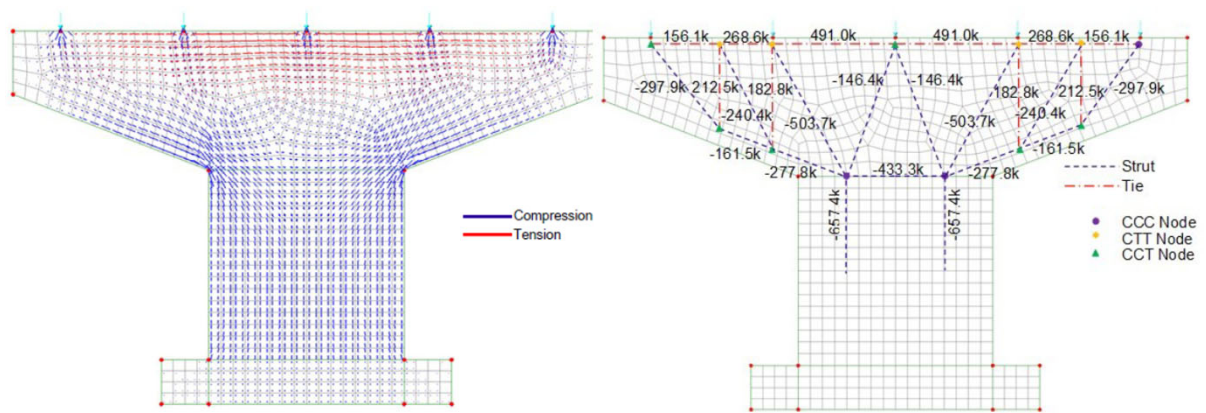 Compression
Tension
156.1k 268.6k 491.0k 491.0k 268.6k 156.1k
-297.9k 212.5k 182.8k -146.4k -146.4k 182.8k 212.5k -297.9k
-240.4k -503.7k -503.7k -240.4k
-161.5k -161.5k
-277.8k -433.3k -277.8k
-657.4k -657.4k
Strut
Tie
CCC Node
CTT Node
CCT Node